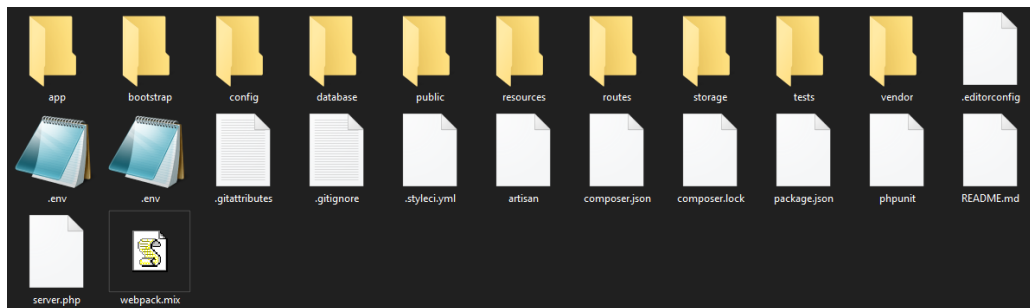 app bootstrap config database public resources routes storage tests vendor .editorconfig
.env .env .gitattributes .gitignore .styleci.yml artisan composer.json composer.lock package.json phpunit README.md
server.php webpack.mix